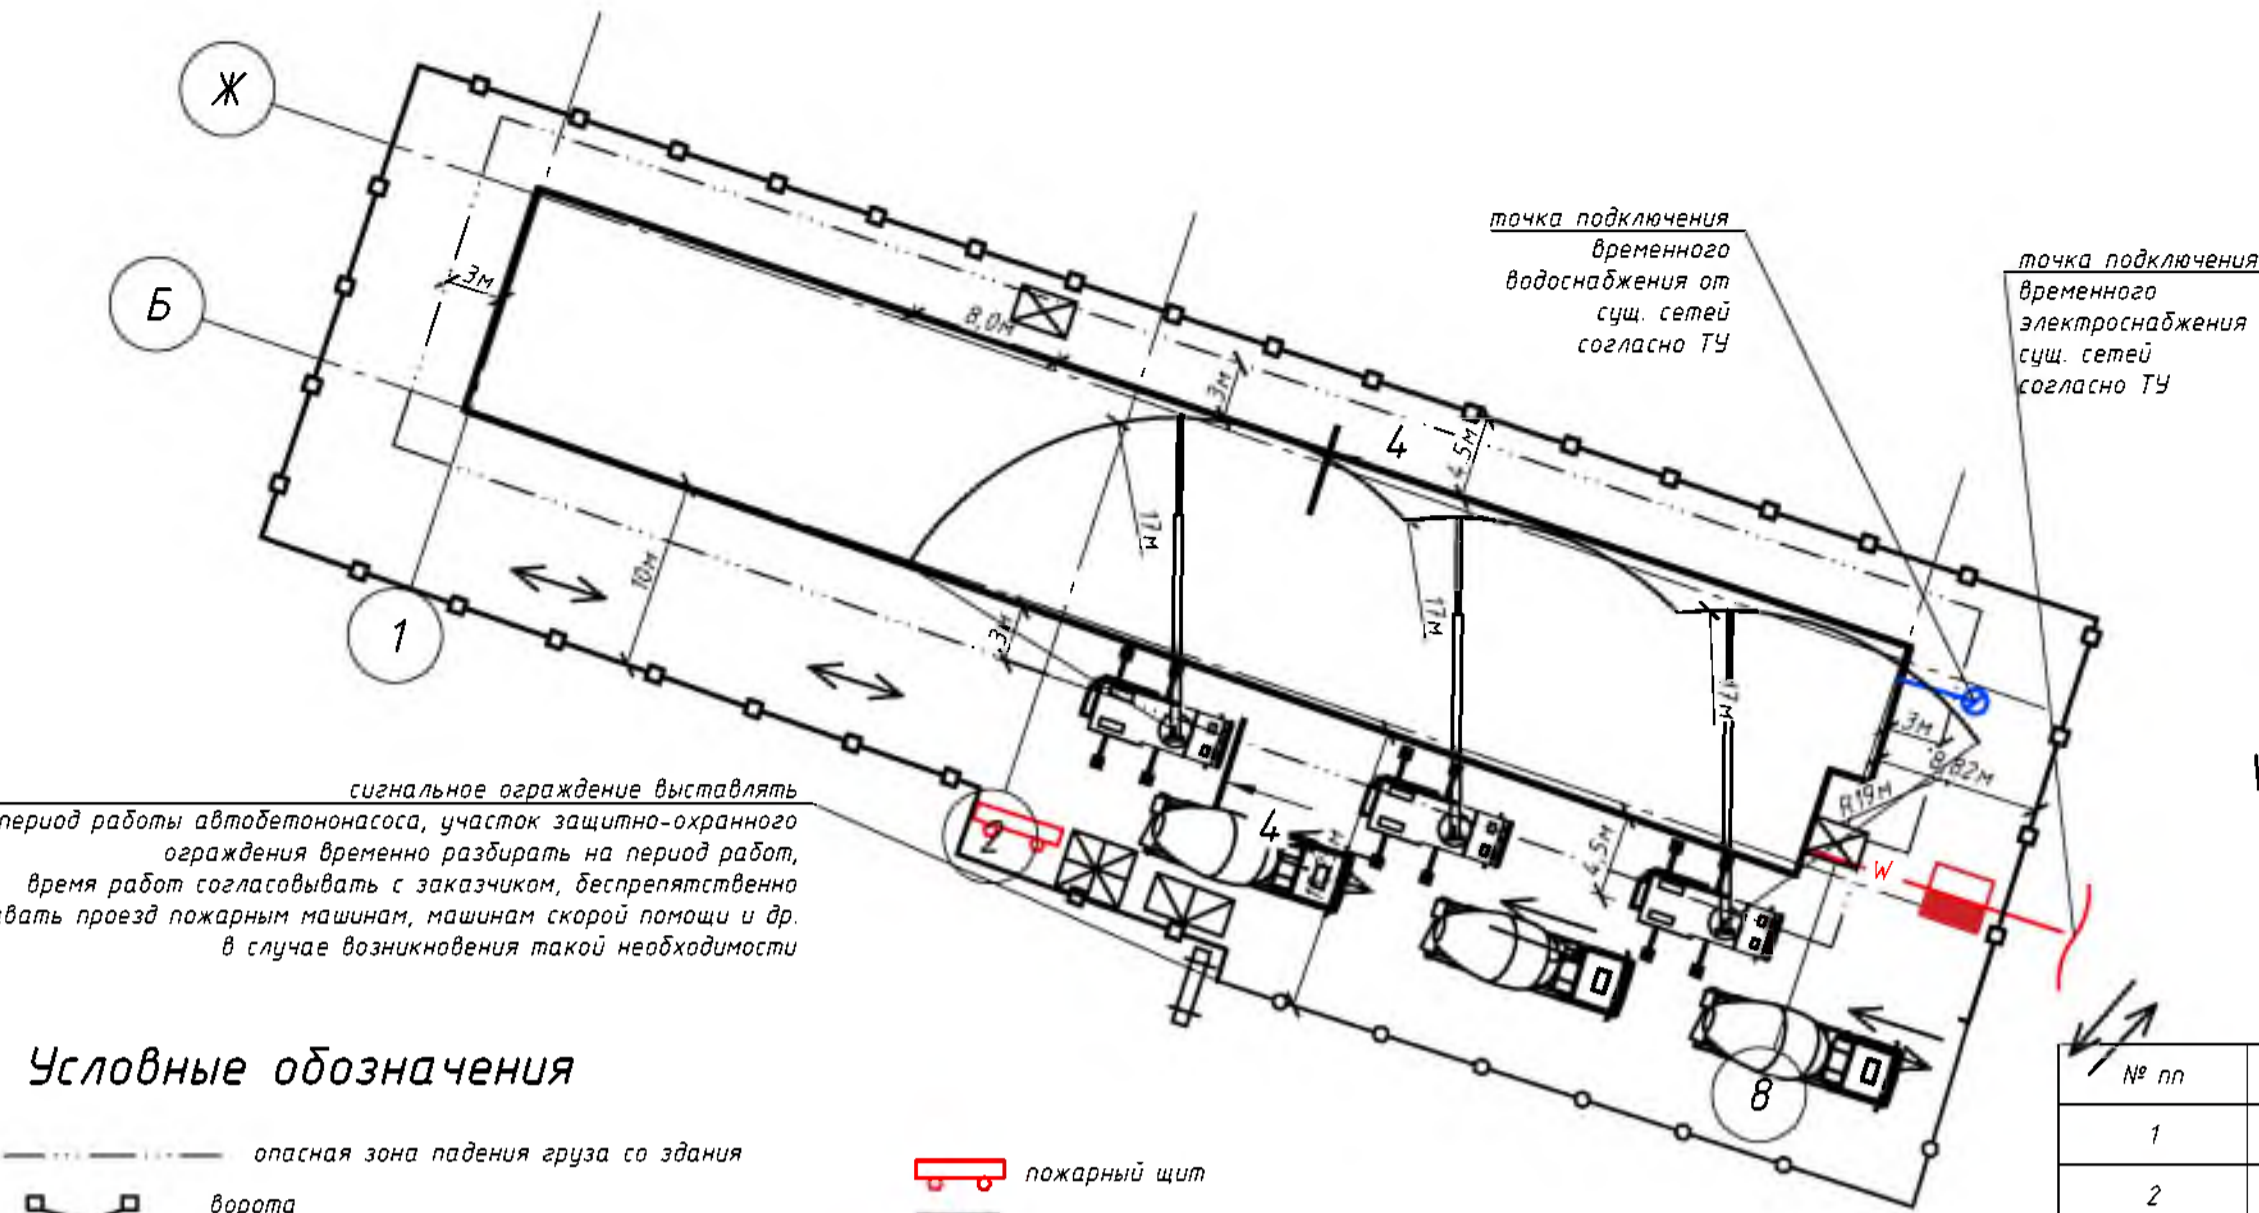 Ж
Б
1
2
8
3м
8,0м
3м
4
4,5м
10м
3м
17м
17м
17м
4
4,5м
3м
8,82м
R19м
W
точка подключения
временного
водоснабжения от
сущ. сетей
согласно ТУ
точка подключения
временного
электроснабжения
сущ. сетей
согласно ТУ
сигнальное ограждение выставлять
период работы автобетононасоса, участок защитно-охранного
ограждения временно разбирать на период работ,
время работ согласовывать с заказчиком, беспрепятственно
проезд пожарным машинам, машинам скорой помощи и др.
в случае возникновения такой необходимости
Условные обозначения
опасная зона падения груза со здания
ворота
пожарный щит
№ пп
1
2